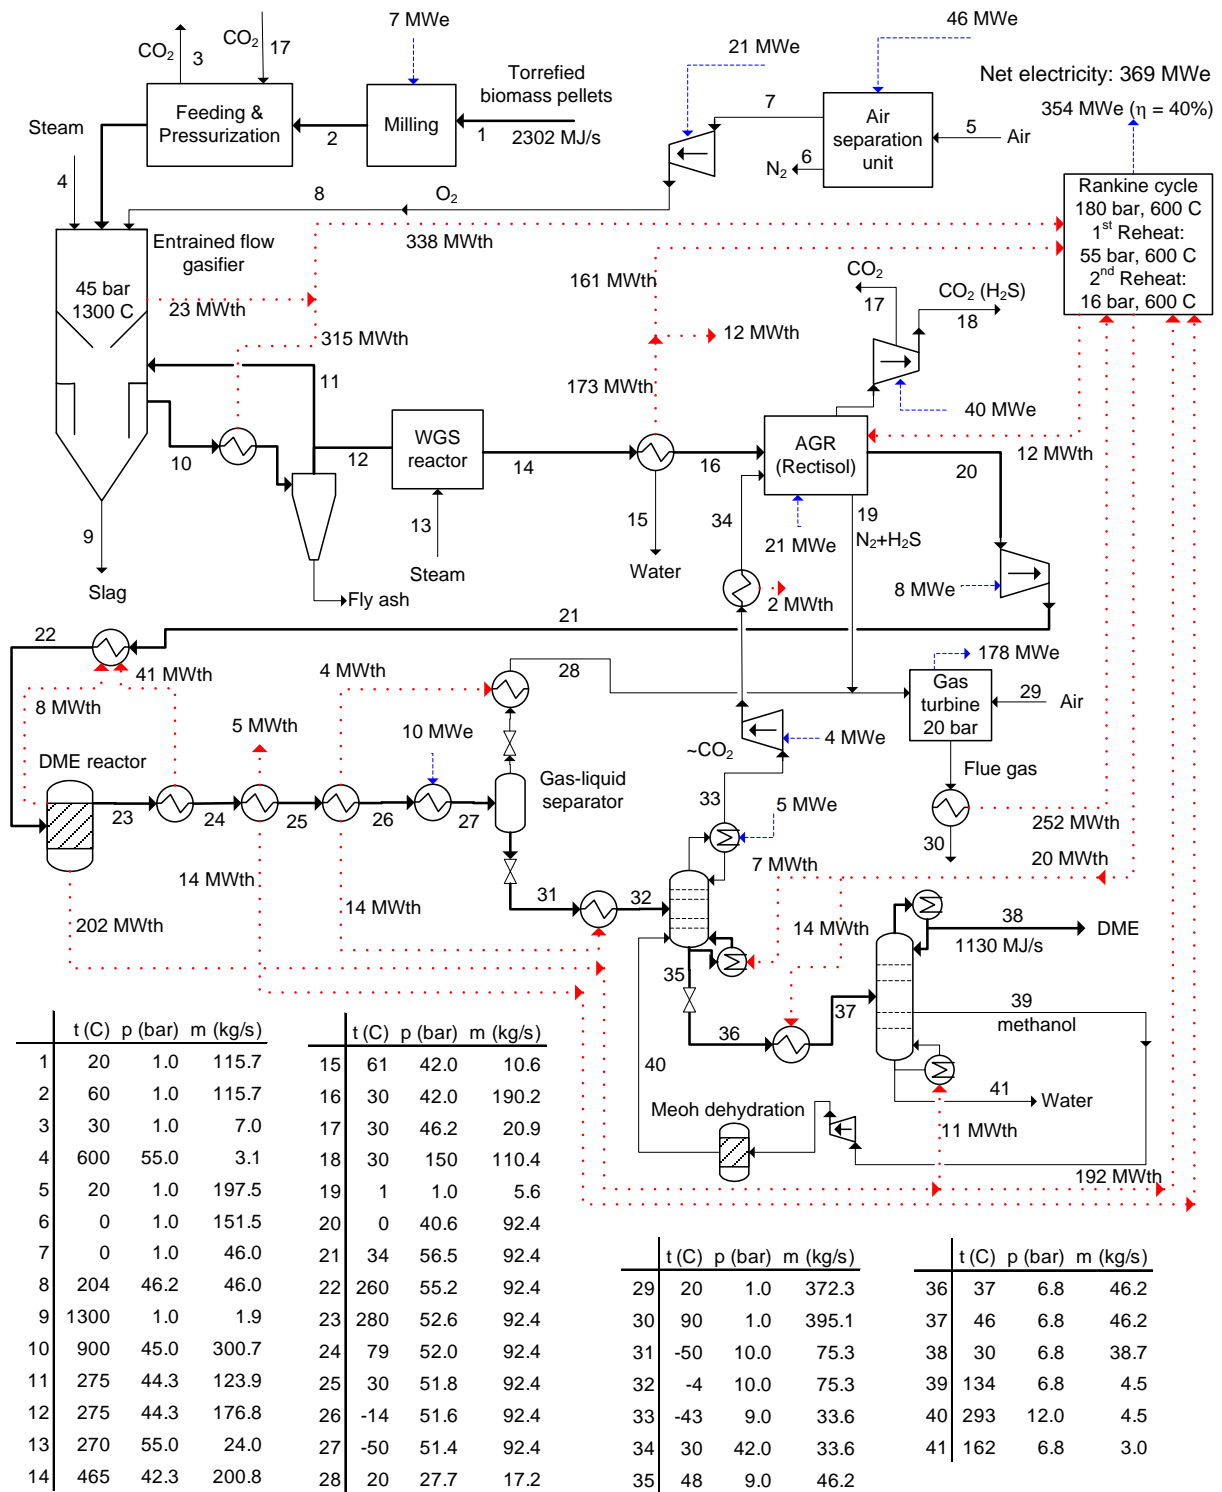 7 MWe
46 MWe
21 MWe
CO2
3
CO2
17
Net electricity: 369 MWe
354 MWe (η = 40%)
Torrefied
biomass pellets
Steam
Feeding &
Pressurization
2
Milling
1
2302 MJ/s
7
Air
separation
unit
5
Air
6
N2
4
8
O2
Rankine cycle
180 bar, 600 C
1st Reheat:
55 bar, 600 C
2nd Reheat:
16 bar, 600 C
Entrained flow
gasifier
338 MWth
45 bar
1300 C
23 MWth
161 MWth
CO2
17
CO2 (H2S)
18
315 MWth
12 MWth
11
173 MWth
40 MWe
10
12
WGS
reactor
14
16
AGR
(Rectisol)
20
12 MWth
13
15
34
19
21 MWe
N2+H2S
9
Slag
Steam
Water
Fly ash
2 MWth
8 MWe
22
21
41 MWth
8 MWth
4 MWth
28
178 MWe
Gas
turbine
20 bar
29
Air
5 MWth
10 MWe
~CO2
4 MWe
DME reactor
Gas-liquid
separator
Flue gas
23
24
25
26
27
33
5 MWe
30
252 MWth
14 MWth
14 MWth
7 MWth
20 MWth
31
32
202 MWth
14 MWth
38
DME
1130 MJ/s
35
36
37
39
methanol
40
41
Water
Meoh dehydration
11 MWth
192 MWth
t (C) p (bar) m (kg/s)
1 20 1.0 115.7
2 60 1.0 115.7
3 30 1.0 7.0
4 600 55.0 3.1
5 20 1.0 197.5
6 0 1.0 151.5
7 0 1.0 46.0
8 204 46.2 46.0
9 1300 1.0 1.9
10 900 45.0 300.7
11 275 44.3 123.9
12 275 44.3 176.8
13 270 55.0 24.0
14 465 42.3 200.8
t (C) p (bar) m (kg/s)
15 61 42.0 10.6
16 30 42.0 190.2
17 30 46.2 20.9
18 30 150 110.4
19 1 1.0 5.6
20 0 40.6 92.4
21 34 56.5 92.4
22 260 55.2 92.4
23 280 52.6 92.4
24 79 52.0 92.4
25 30 51.8 92.4
26 -14 51.6 92.4
27 -50 51.4 92.4
28 20 27.7 17.2
t (C) p (bar) m (kg/s)
29 20 1.0 372.3
30 90 1.0 395.1
31 -50 10.0 75.3
32 -4 10.0 75.3
33 -43 9.0 33.6
34 30 42.0 33.6
35 48 9.0 46.2
t (C) p (bar) m (kg/s)
36 37 6.8 46.2
37 46 6.8 46.2
38 30 6.8 38.7
39 134 6.8 4.5
40 293 12.0 4.5
41 162 6.8 3.0